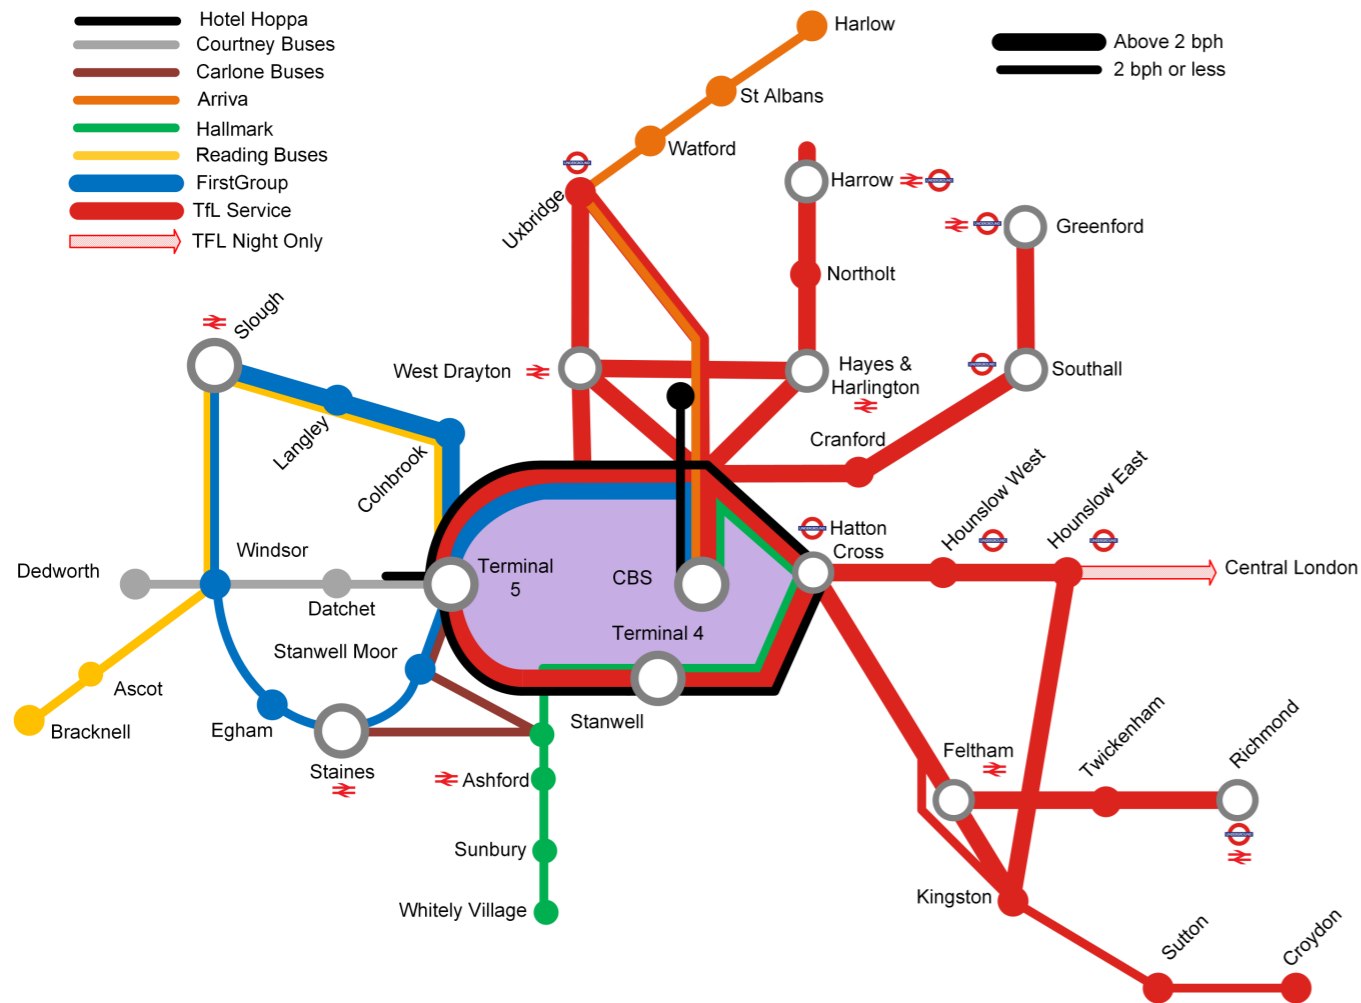 Hotel Hoppa
Courtney Buses
Carlone Buses
Arriva
Hallmark
Reading Buses
FirstGroup
TfL Service
TFL Night Only
Above 2 bph
2 bph or less
Harlow
St Albans
Watford
Uxbridge
Harrow
Greenford
Northolt
Slough
West Drayton
Hayes &
Harlington
Southall
Langley
Cranford
Colnbrook
Hounslow West
Hounslow East
Hatton
Cross
Windsor
Dedworth
Terminal
5
CBS
Central London
Datchet
Terminal 4
Stanwell Moor
Ascot
Bracknell
Egham
Stanwell
Staines
Ashford
Feltham
Twickenham
Richmond
Sunbury
Whitely Village
Kingston
Sutton
Croydon